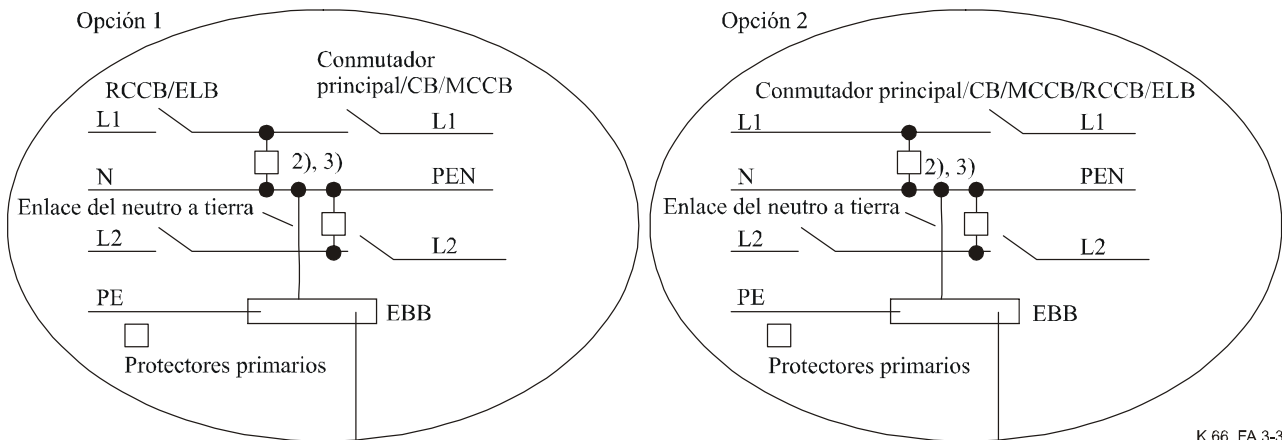 Opción 1
Conmutador
principal/CB/MCCB
RCCB/ELB
L1
L1
2), 3)
N
PEN
Enlace del neutro a tierra
L2
L2
PE
EBB
Protectores primarios
Opción 2
Conmutador principal/CB/MCCB/RCCB/ELB
L1
L1
2), 3)
N
PEN
Enlace del neutro a tierra
L2
L2
PE
EBB
Protectores primarios
K.66_FA.3-3